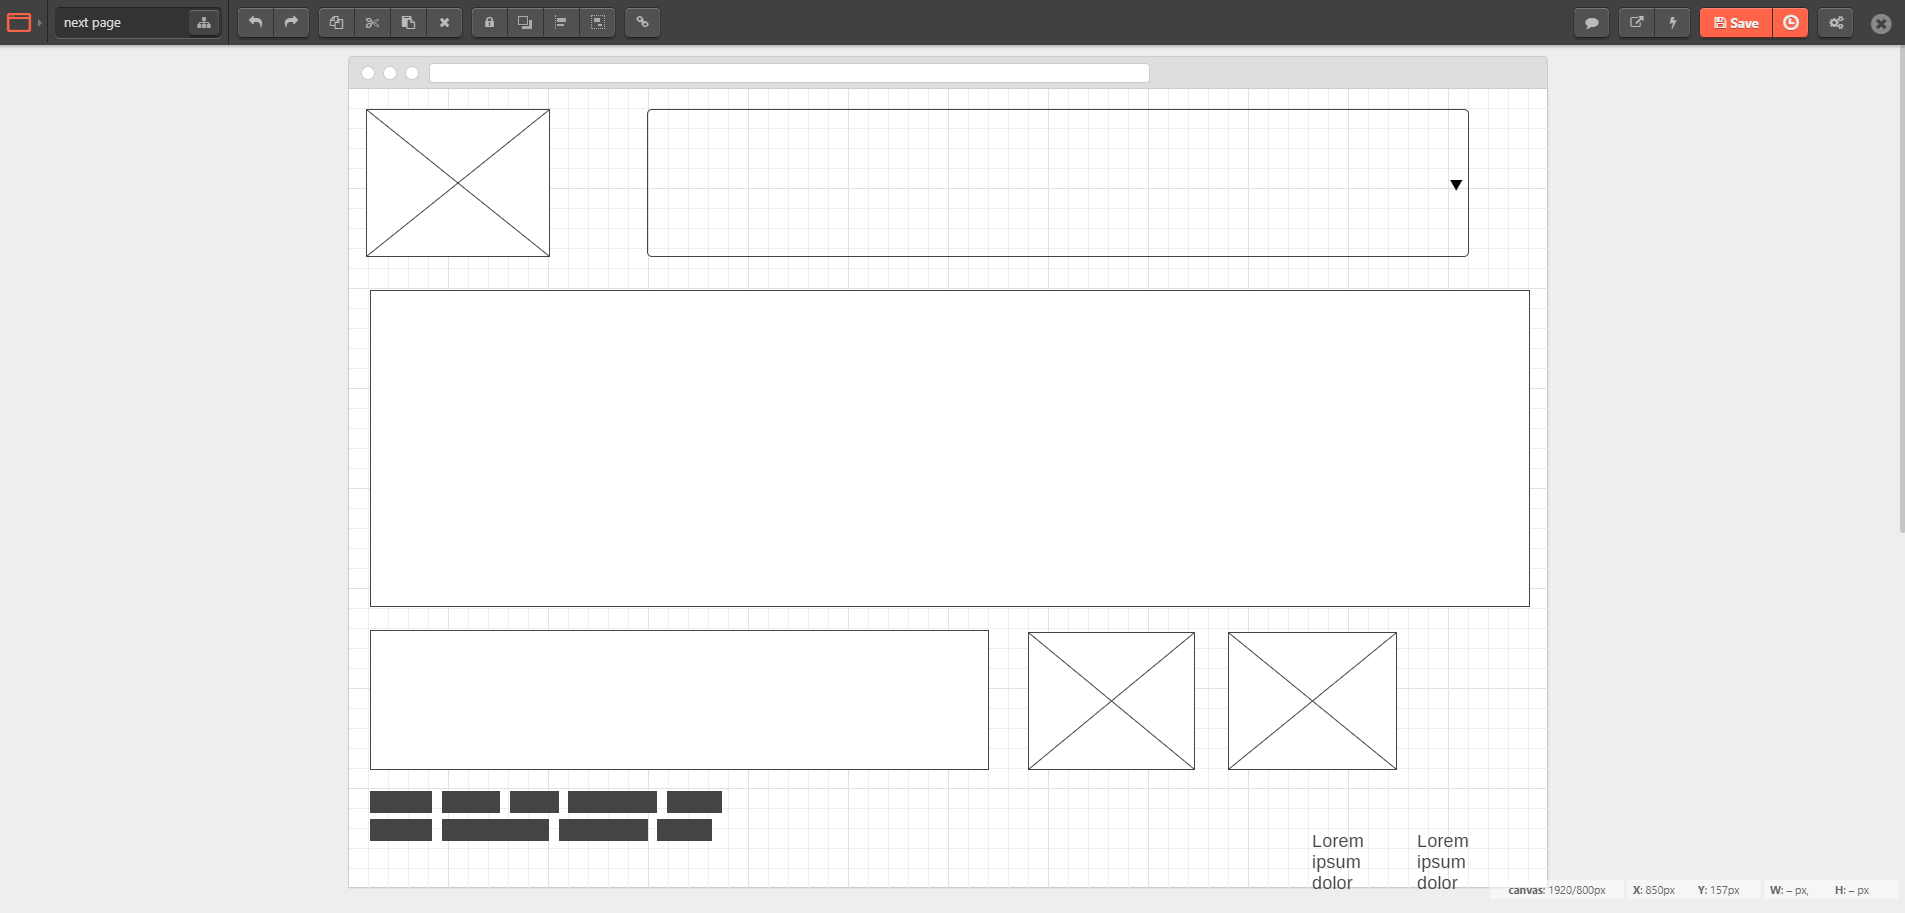 next page
Save
Lorem
ipsum
dolor
Lorem
ipsum
dolor
canvas: 1920/800px X: 850px Y: 157px W: – px, H: – px